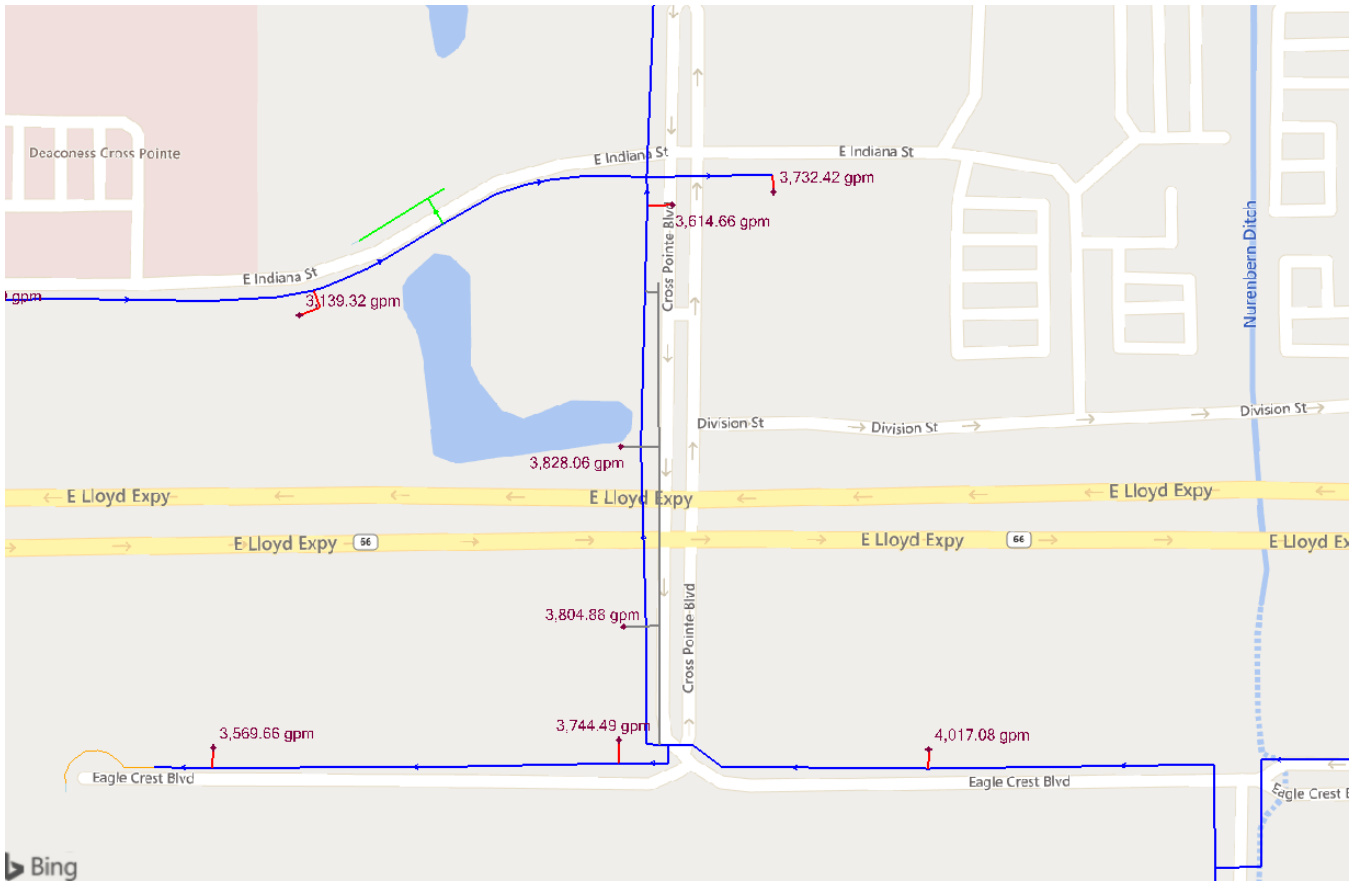 Deaconess Cross Pointe
E Indiana St
E Indiana St
3,732.42 gpm
3,614.66 gpm
Cross Pointe Blvd
Nurenbern Ditch
E Indiana St
gpm
3,139.32 gpm
Division St
Division St
Division St
3,828.06 gpm
E Lloyd Expy
E Lloyd Expy
E Lloyd Expy
E Lloyd Expy
66
E Lloyd Expy
66
E Lloyd Ex
3,804.88 gpm
Cross Pointe Blvd
3,569.66 gpm
3,744.49 gpm
4,017.08 gpm
Eagle Crest Blvd
Eagle Crest Blvd
Eagle Crest B
Bing